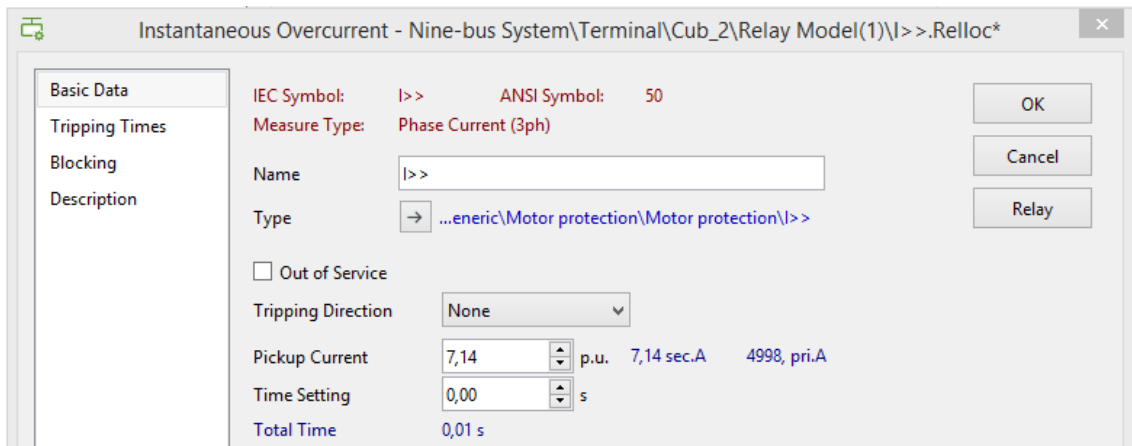 Instantaneous Overcurrent - Nine-bus System\Terminal\Cub_2\Relay Model(1)\I>>.Relloc*
Basic Data
Tripping Times
Blocking
Description
IEC Symbol: I>> ANSI Symbol: 50
Measure Type: Phase Current (3ph)
Name I>>
Type ...eneric\Motor protection\Motor protection\I>>
Out of Service
Tripping Direction None
Pickup Current 7,14 p.u. 7,14 sec.A 4998, pri.A
Time Setting 0,00 s
Total Time 0,01 s
OK
Cancel
Relay